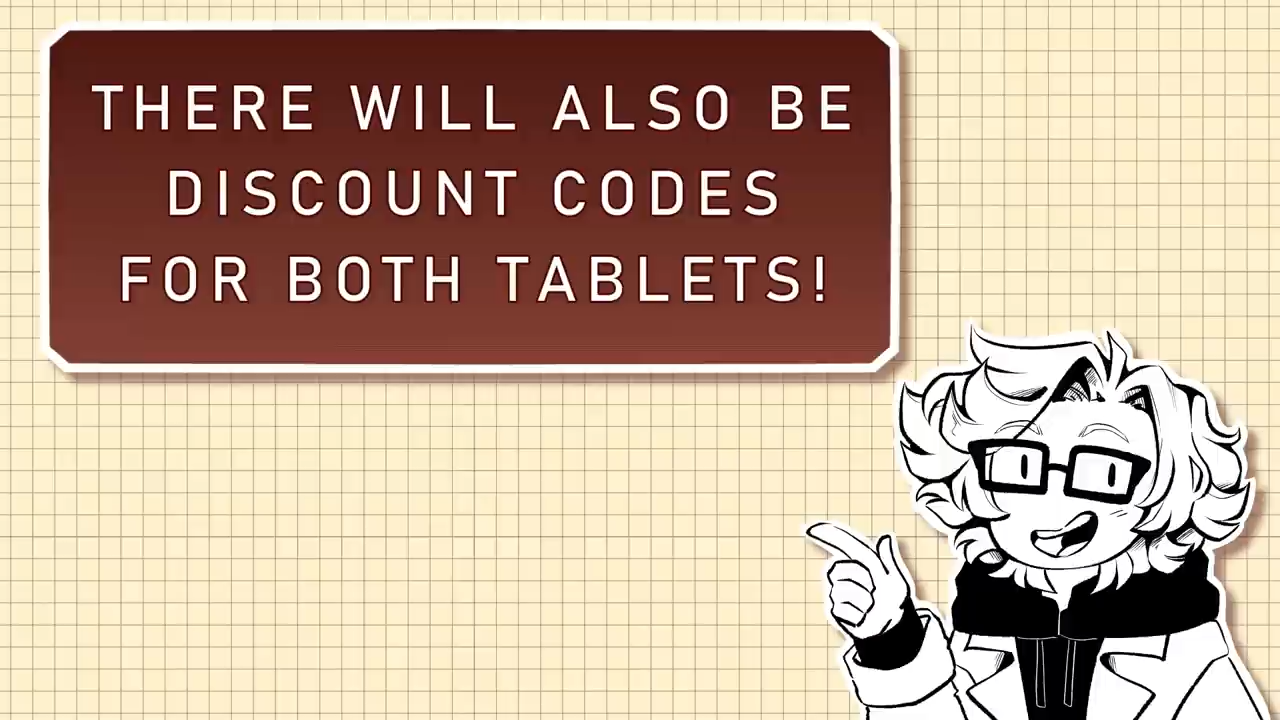 THERE WILL ALSO BE
DISCOUNT CODES
FOR BOTH TABLETS!